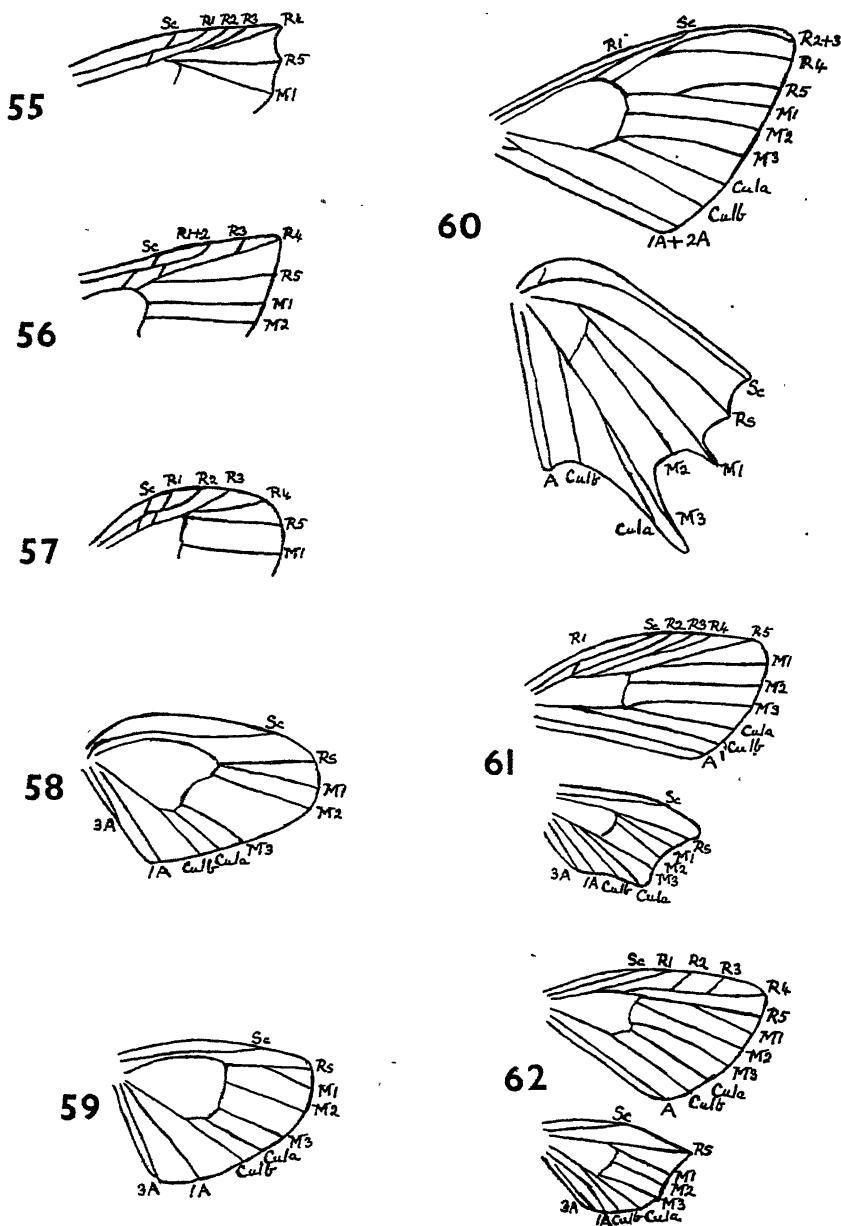 Sc R1 R2 R3 R4
R5
M1
55
Sc R1+2 R3 R4
R5
M1
M2
56
Sc R1 R2 R3 R4
R5
M1
57
Sc
Rs
M1
M2
M3
Cu1a
Cu1b
1A
3A
58
Sc
Rs
M1
M2
M3
Cu1a
Cu1b
1A
3A
59
R1 Sc
R2+3
R4
R5
M1
M2
M3
Cu1a
Cu1b
1A+2A
60
Sc
Rs
M1
M2
M3
Cu1a
A Cu1b
R1 Sc R2 R3 R4 R5
M1
M2
M3
Cu1a
Cu1b
A1
61
Sc
Rs
M1
M2
M3
3A 1A Cu1b Cu1a
Sc R1 R2 R3
R4
R5
M1
M2
M3
Cu1a
Cu1b
A
62
Sc
Rs
M1
M2
M3
3A 1A Cu1b Cu1a